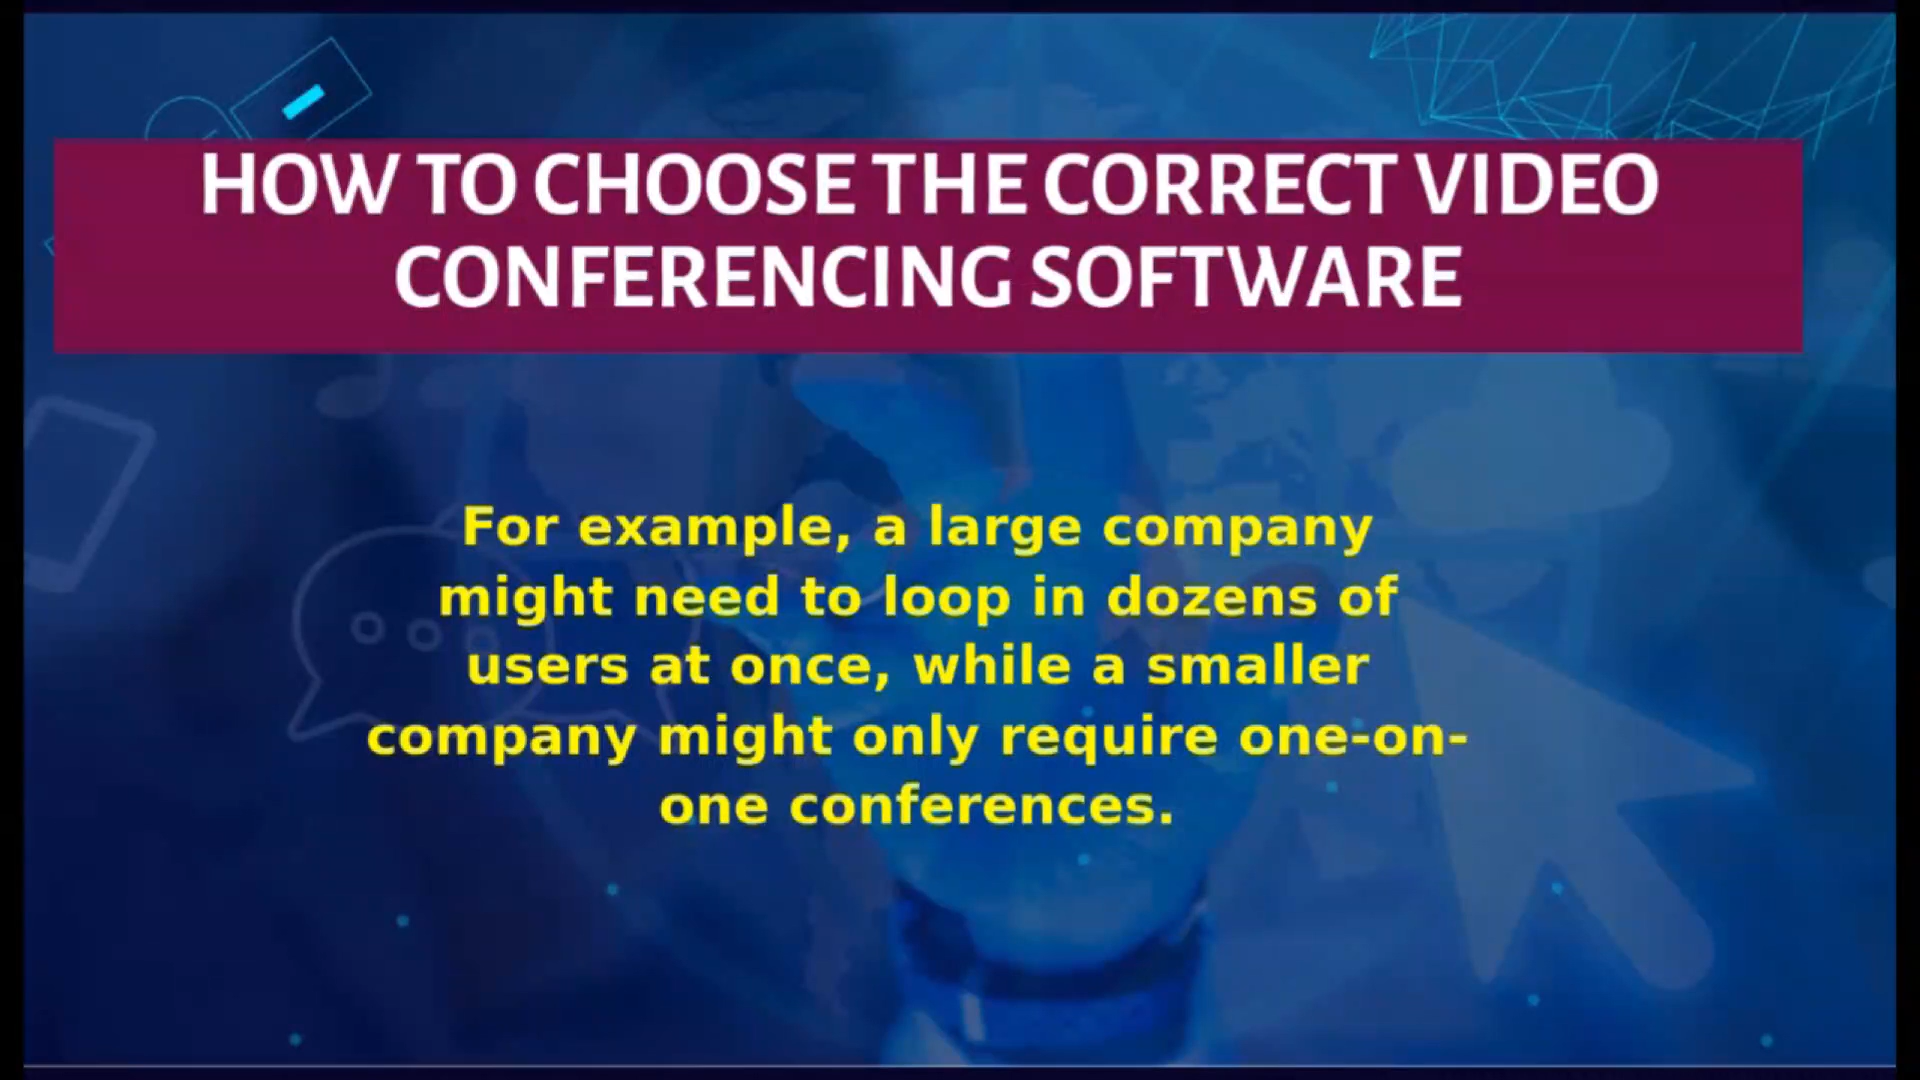 HOW TO CHOOSE THE CORRECT VIDEO
CONFERENCING SOFTWARE
For example, a large company
might need to loop in dozens of
users at once, while a smaller
company might only require one-on-
one conferences.